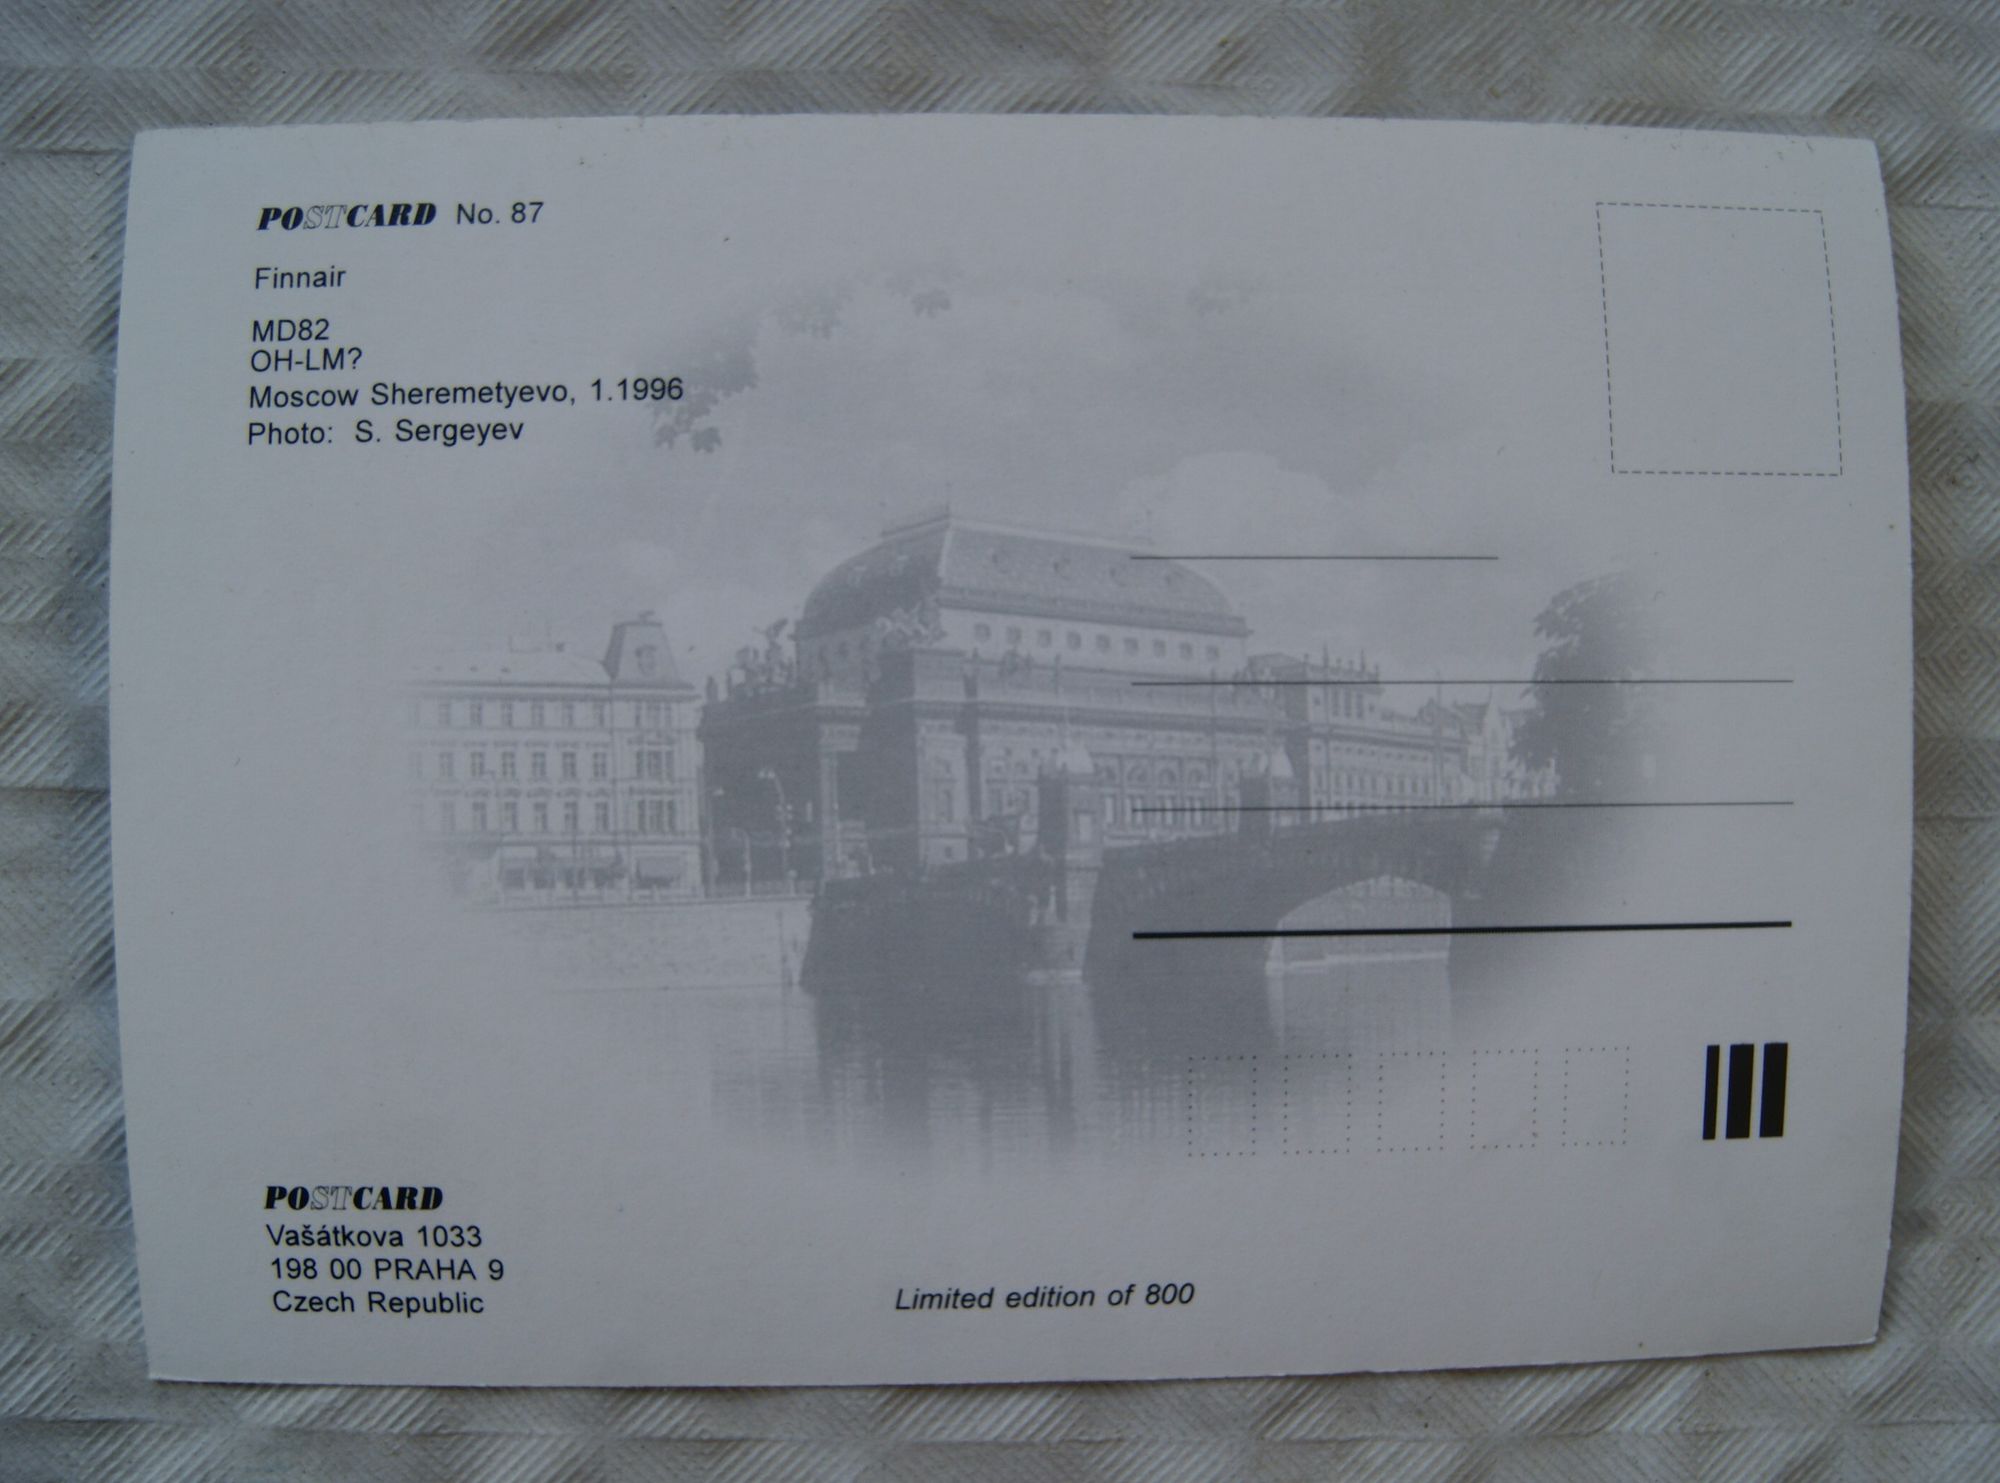 POSTCARD No. 87
Finnair
MD82
OH-LM?
Moscow Sheremetyevo, 1.1996
Photo: S. Sergeyev
POSTCARD
Vašátkova 1033
198 00 PRAHA 9
Czech Republic
Limited edition of 800